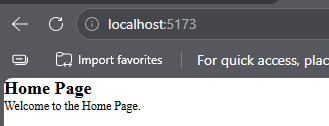 localhost:5173
Import favorites
For quick access, plac
Home Page
Welcome to the Home Page.